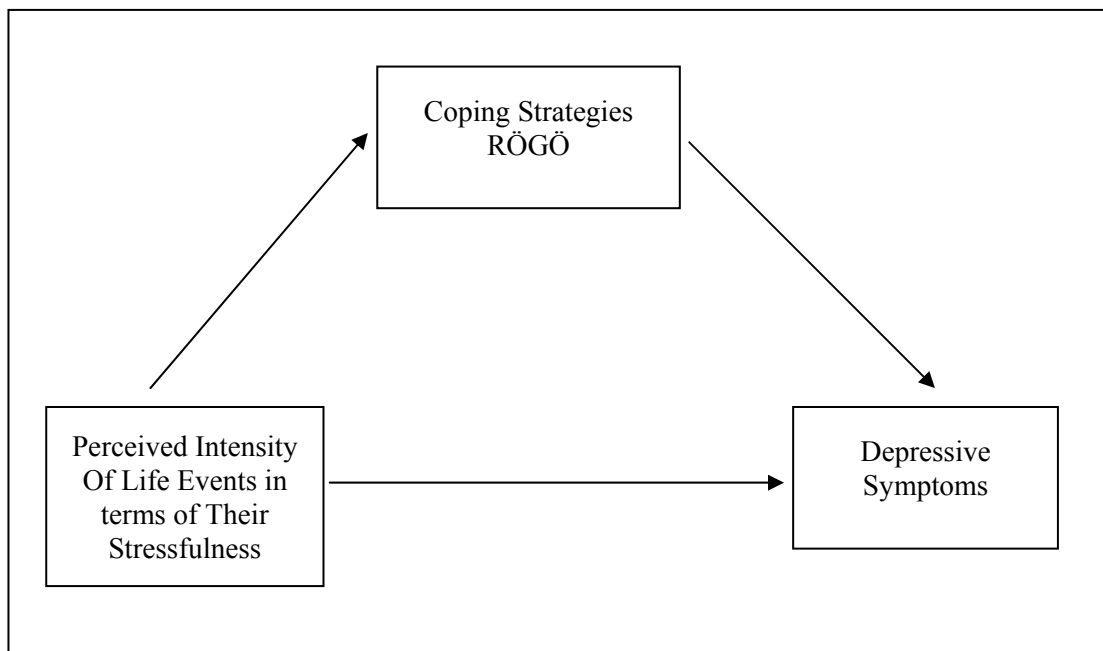 Coping Strategies
RÖGÖ
Perceived Intensity
Of Life Events in
terms of Their
Stressfulness
Depressive
Symptoms